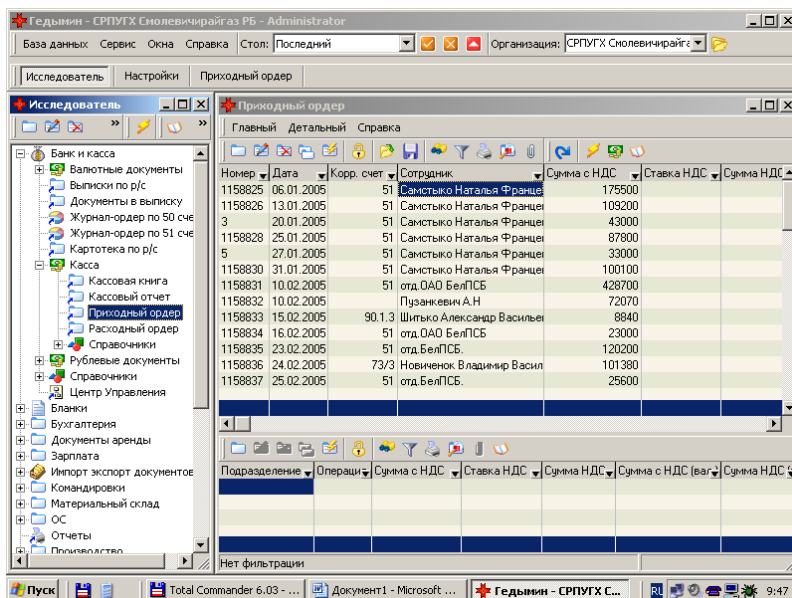 Гедымин - СРПУГХ Смолевичирайгаз РБ - Administrator
База данных Сервис Окна Справка Стол: Последний Организация: СРПУГХ Смолевичирайга
Исследователь Настройки Приходный ордер
Исследователь
Банк и касса
Валютные документы
Выписки по р/с
Документы в выписку
Журнал-ордер по 50 сче
Журнал-ордер по 51 сче
Картотека по р/с
Касса
Кассовая книга
Кассовый отчет
Приходный ордер
Расходный ордер
Справочники
Рублевые документы
Справочники
Центр Управления
Бланки
Бухгалтерия
Документы аренды
Зарплата
Импорт экспорт документов
Командировки
Материальный склад
ОС
Отчеты
Производство
Приходный ордер
Главный Детальный Справка
Номер Дата Корр. счет Сотрудник Сумма с НДС Ставка НДС Сумма НДС
1158825 06.01.2005 51 Самстыко Наталья Францев 175500
1158826 13.01.2005 51 Самстыко Наталья Францев 109200
3 20.01.2005 51 Самстыко Наталья Францев 43000
1158828 25.01.2005 51 Самстыко Наталья Францев 87800
5 27.01.2005 51 Самстыко Наталья Францев 33000
1158830 31.01.2005 51 Самстыко Наталья Францев 100100
1158831 10.02.2005 51 отд.ОАО БелПСБ 428700
1158832 10.02.2005 Пузанкевич А.Н 72070
1158833 15.02.2005 90.1.3 Шитько Александр Васильев 8840
1158834 16.02.2005 51 отд.ОАО БелПСБ 23000
1158835 23.02.2005 51 отд.БелПСБ. 120200
1158836 24.02.2005 73/3 Новиченок Владимир Васил 101380
1158837 25.02.2005 51 отд.БелПСБ. 25600
Подразделение Операци Сумма с НДС Ставка НДС Сумма НДС Сумма с НДС (вал Сумма НДС
Нет фильтрации
Пуск Total Commander 6.03 - ... Документ1 - Microsoft ... Гедымин - СРПУГХ С... RU 9:47